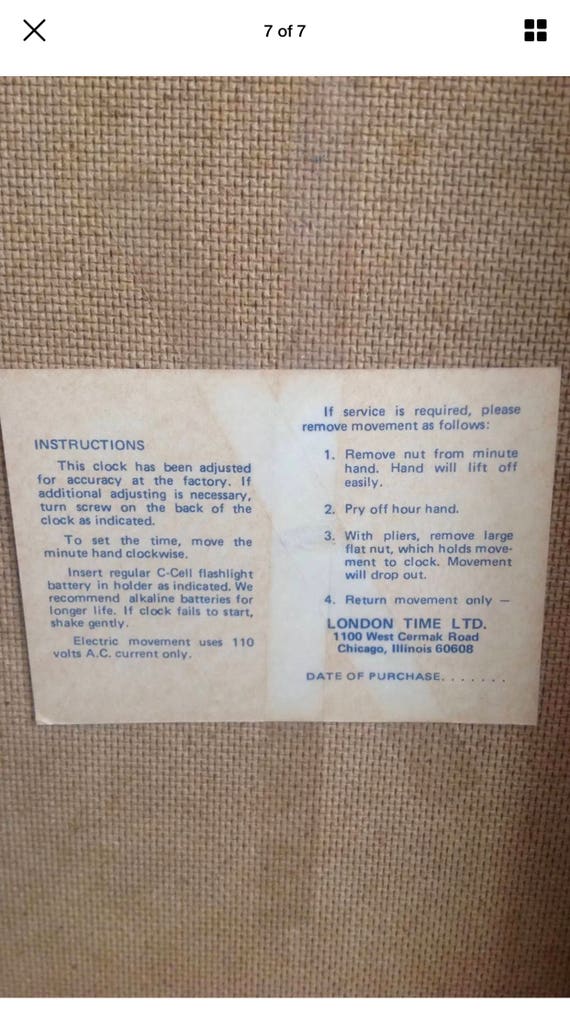 7 of 7
INSTRUCTIONS
This clock has been adjusted
for accuracy at the factory. If
additional adjusting is necessary,
turn screw on the back of the
clock as indicated.
To set the time, move the
minute hand clockwise.
Insert regular C-Cell flashlight
battery in holder as indicated. We
recommend alkaline batteries for
longer life. If clock fails to start,
shake gently.
Electric movement uses 110
volts A.C. current only.
If service is required, please
remove movement as follows:
1. Remove nut from minute
hand. Hand will lift off
easily.
2. Pry off hour hand.
3. With pliers, remove large
flat nut, which holds move-
ment to clock. Movement
will drop out.
4. Return movement only —
LONDON TIME LTD.
1100 West Cermak Road
Chicago, Illinois 60608
DATE OF PURCHASE. . . . . . .